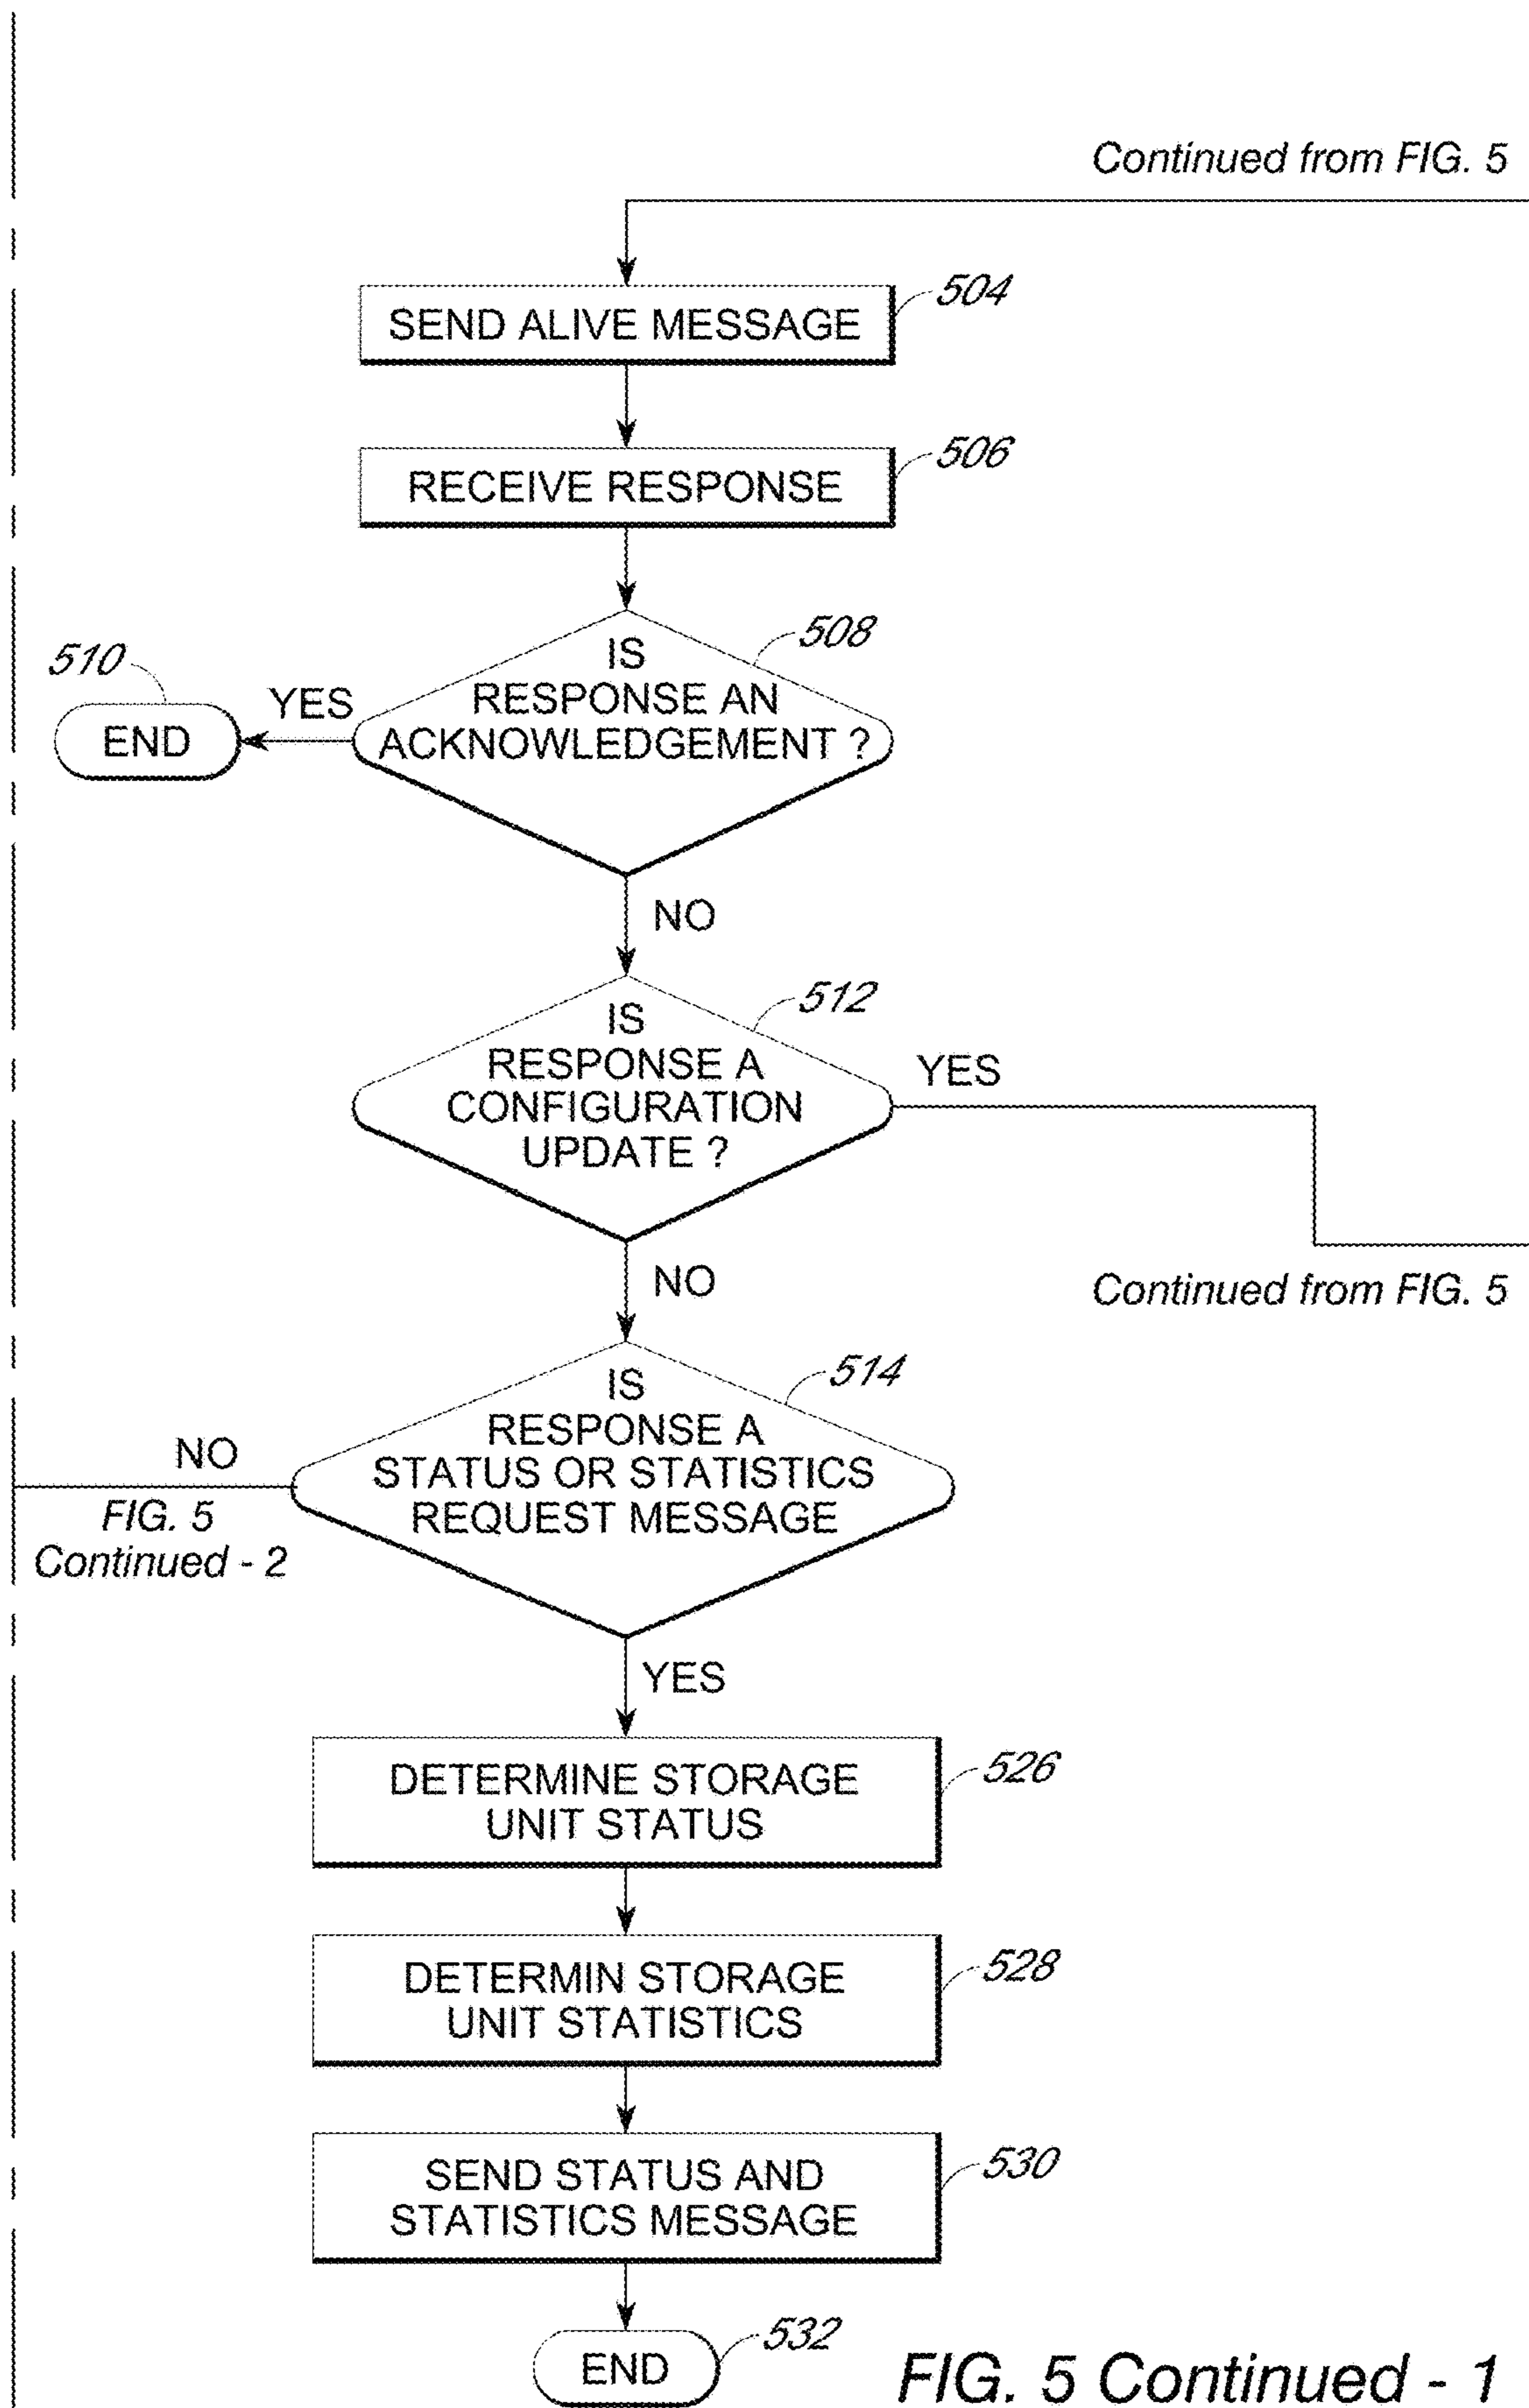 Continued from FIG. 5
504
SEND ALIVE MESSAGE
506
RECEIVE RESPONSE
508
IS
RESPONSE AN
ACKNOWLEDGEMENT ?
510
YES
END
NO
512
IS
RESPONSE A
CONFIGURATION
UPDATE ?
YES
Continued from FIG. 5
NO
514
IS
RESPONSE A
STATUS OR STATISTICS
REQUEST MESSAGE
NO
FIG. 5
Continued - 2
YES
526
DETERMINE STORAGE
UNIT STATUS
528
DETERMIN STORAGE
UNIT STATISTICS
530
SEND STATUS AND
STATISTICS MESSAGE
532
END
FIG. 5 Continued - 1